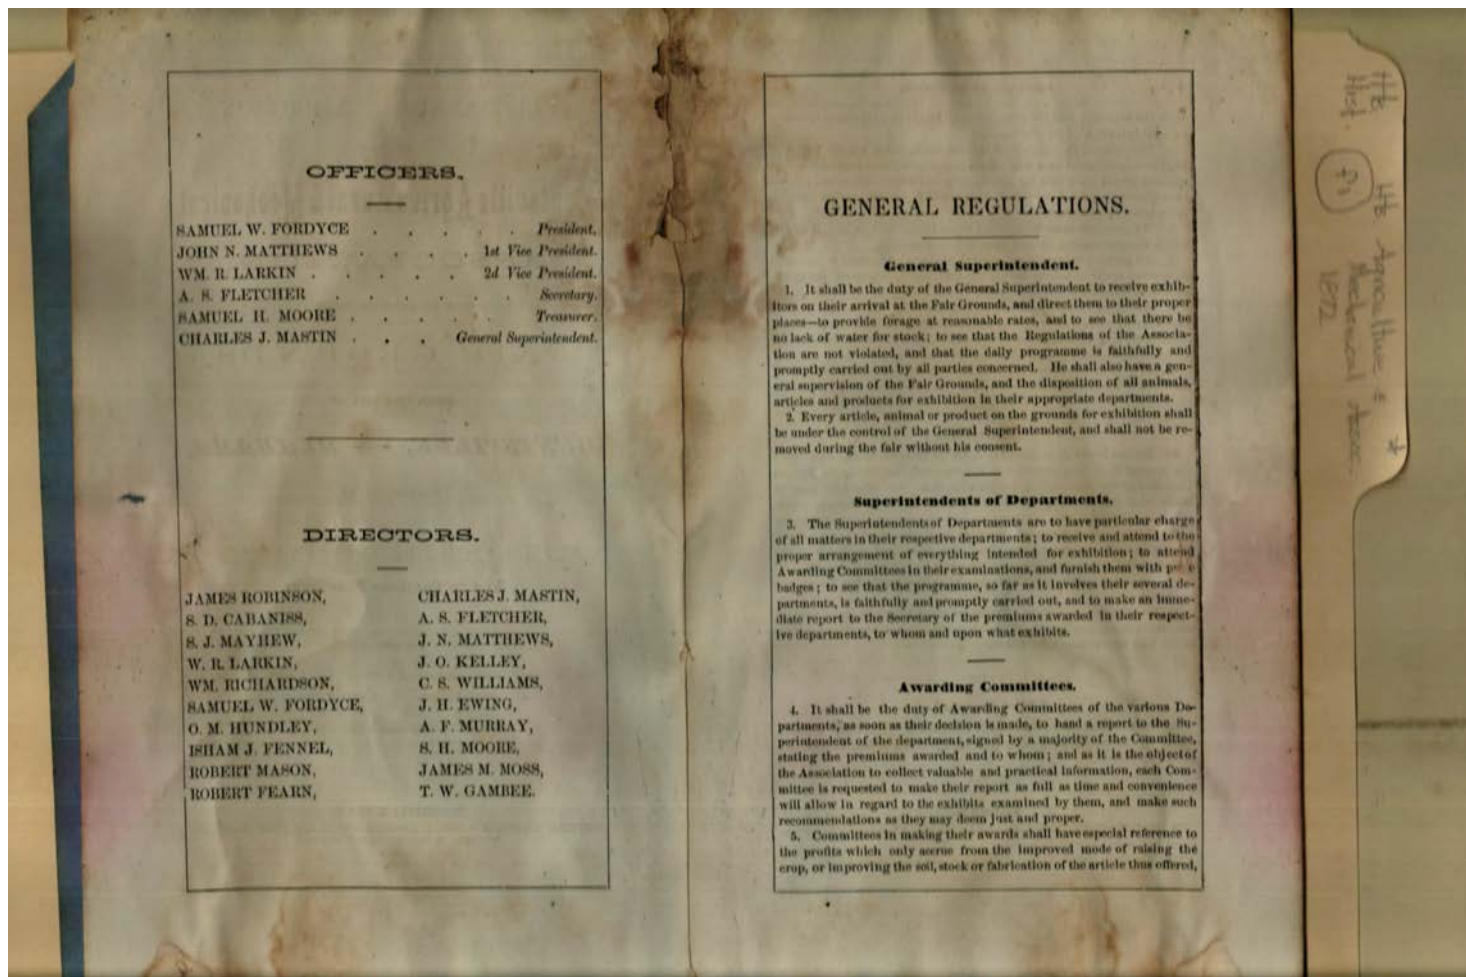 OFFICERS.
SAMUEL W. FORDYCE . . . . . President.
JOHN N. MATTHEWS . . . . 1st Vice President.
WM. R. LARKIN . . . . . 2d Vice President.
A. S. FLETCHER . . . . . . Secretary.
SAMUEL H. MOORE . . . . . Treasurer.
CHARLES J. MASTIN . . . General Superintendent.
DIRECTORS.
JAMES ROBINSON,
S. D. CABANISS,
S. J. MAYHEW,
W. R. LARKIN,
WM. RICHARDSON,
SAMUEL W. FORDYCE,
O. M. HUNDLEY,
ISHAM J. FENNEL,
ROBERT MASON,
ROBERT FEARN,
CHARLES J. MASTIN,
A. S. FLETCHER,
J. N. MATTHEWS,
J. O. KELLEY,
C. S. WILLIAMS,
J. H. EWING,
A. F. MURRAY,
S. H. MOORE,
JAMES M. MOSS,
T. W. GAMBEE.
GENERAL REGULATIONS.
General Superintendent.
1. It shall be the duty of the General Superintendent to receive exhib-
itors on their arrival at the Fair Grounds, and direct them to their proper
places—to provide forage at reasonable rates, and to see that there be
no lack of water for stock; to see that the Regulations of the Associa-
tion are not violated, and that the daily programme is faithfully and
promptly carried out by all parties concerned. He shall also have a gen-
eral supervision of the Fair Grounds, and the disposition of all animals,
articles and products for exhibition in their appropriate departments.
2. Every article, animal or product on the grounds for exhibition shall
be under the control of the General Superintendent, and shall not be re-
moved during the fair without his consent.
Superintendents of Departments.
3. The Superintendents of Departments are to have particular charge
of all matters in their respective departments; to receive and attend to the
proper arrangement of everything intended for exhibition; to attend
Awarding Committees in their examinations, and furnish them with
badges; to see that the programme, so far as it involves their several de-
partments, is faithfully and promptly carried out, and to make an imme-
diate report to the Secretary of the premiums awarded in their respect-
ive departments, to whom and upon what exhibits.
Awarding Committees.
4. It shall be the duty of Awarding Committees of the various De-
partments, as soon as their decision is made, to hand a report to the Su-
perintendent of the department, signed by a majority of the Committee,
stating the premiums awarded and to whom; and as it is the object of
the Association to collect valuable and practical information, each Com-
mittee is requested to make their report as full as time and convenience
will allow in regard to the exhibits examined by them, and make such
recommendations as they may deem just and proper.
5. Committees in making their awards shall have especial reference to
the profits which only accrue from the improved mode of raising the
crop, or improving the soil, stock or fabrication of the article thus offered,
Hist.
Agriculture &
Mechanical Assoc.
1872